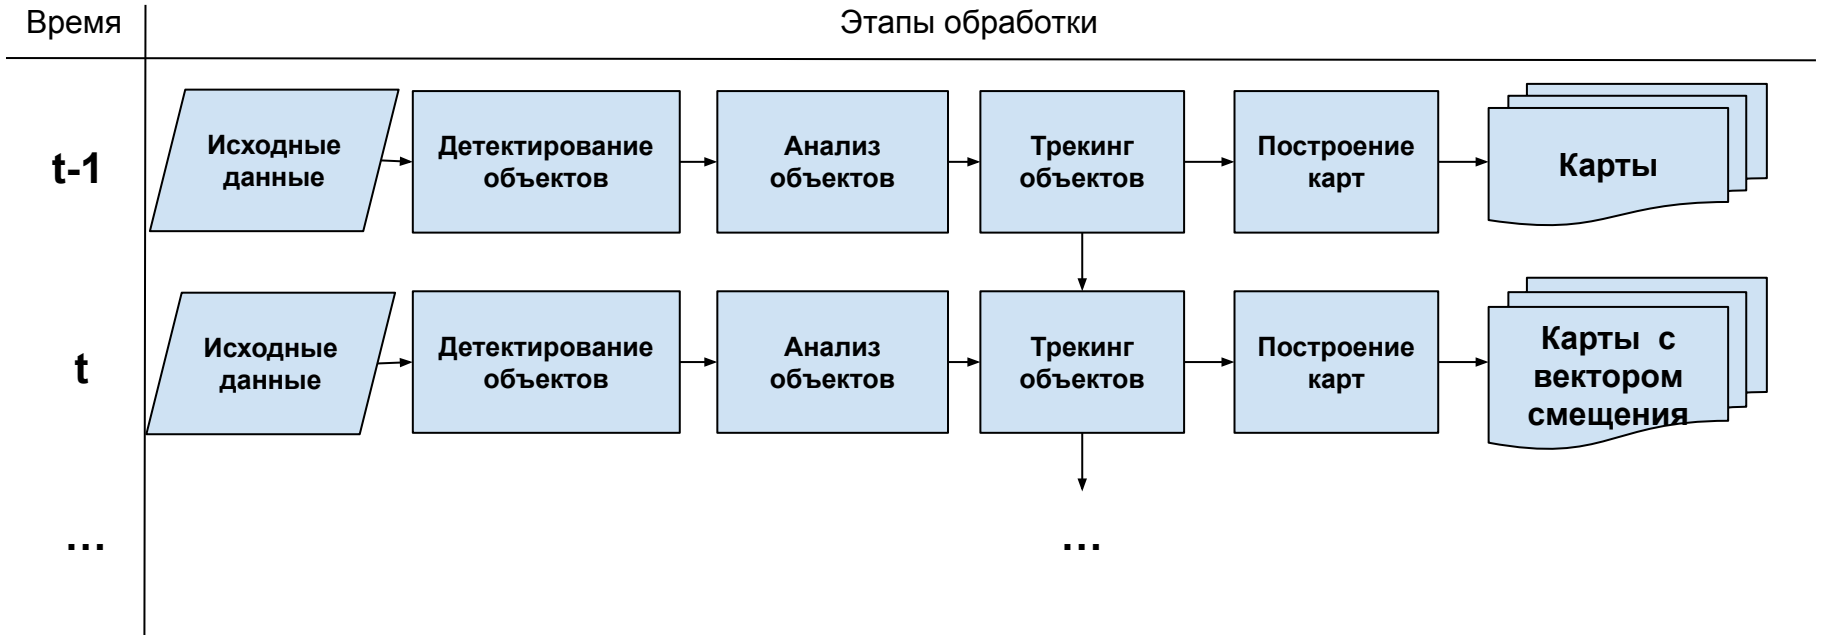 Время
Этапы обработки
t-1
Исходные
данные
Детектирование
объектов
Анализ
объектов
Трекинг
объектов
Построение
карт
Карты
t
Исходные
данные
Детектирование
объектов
Анализ
объектов
Трекинг
объектов
Построение
карт
Карты с
вектором
смещения
...
...